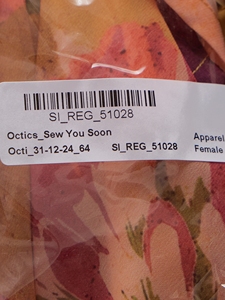 SI_REG_51028
Octics_Sew You Soon
Apparel
Octi_31-12-24_64 SI_REG_51028 Female